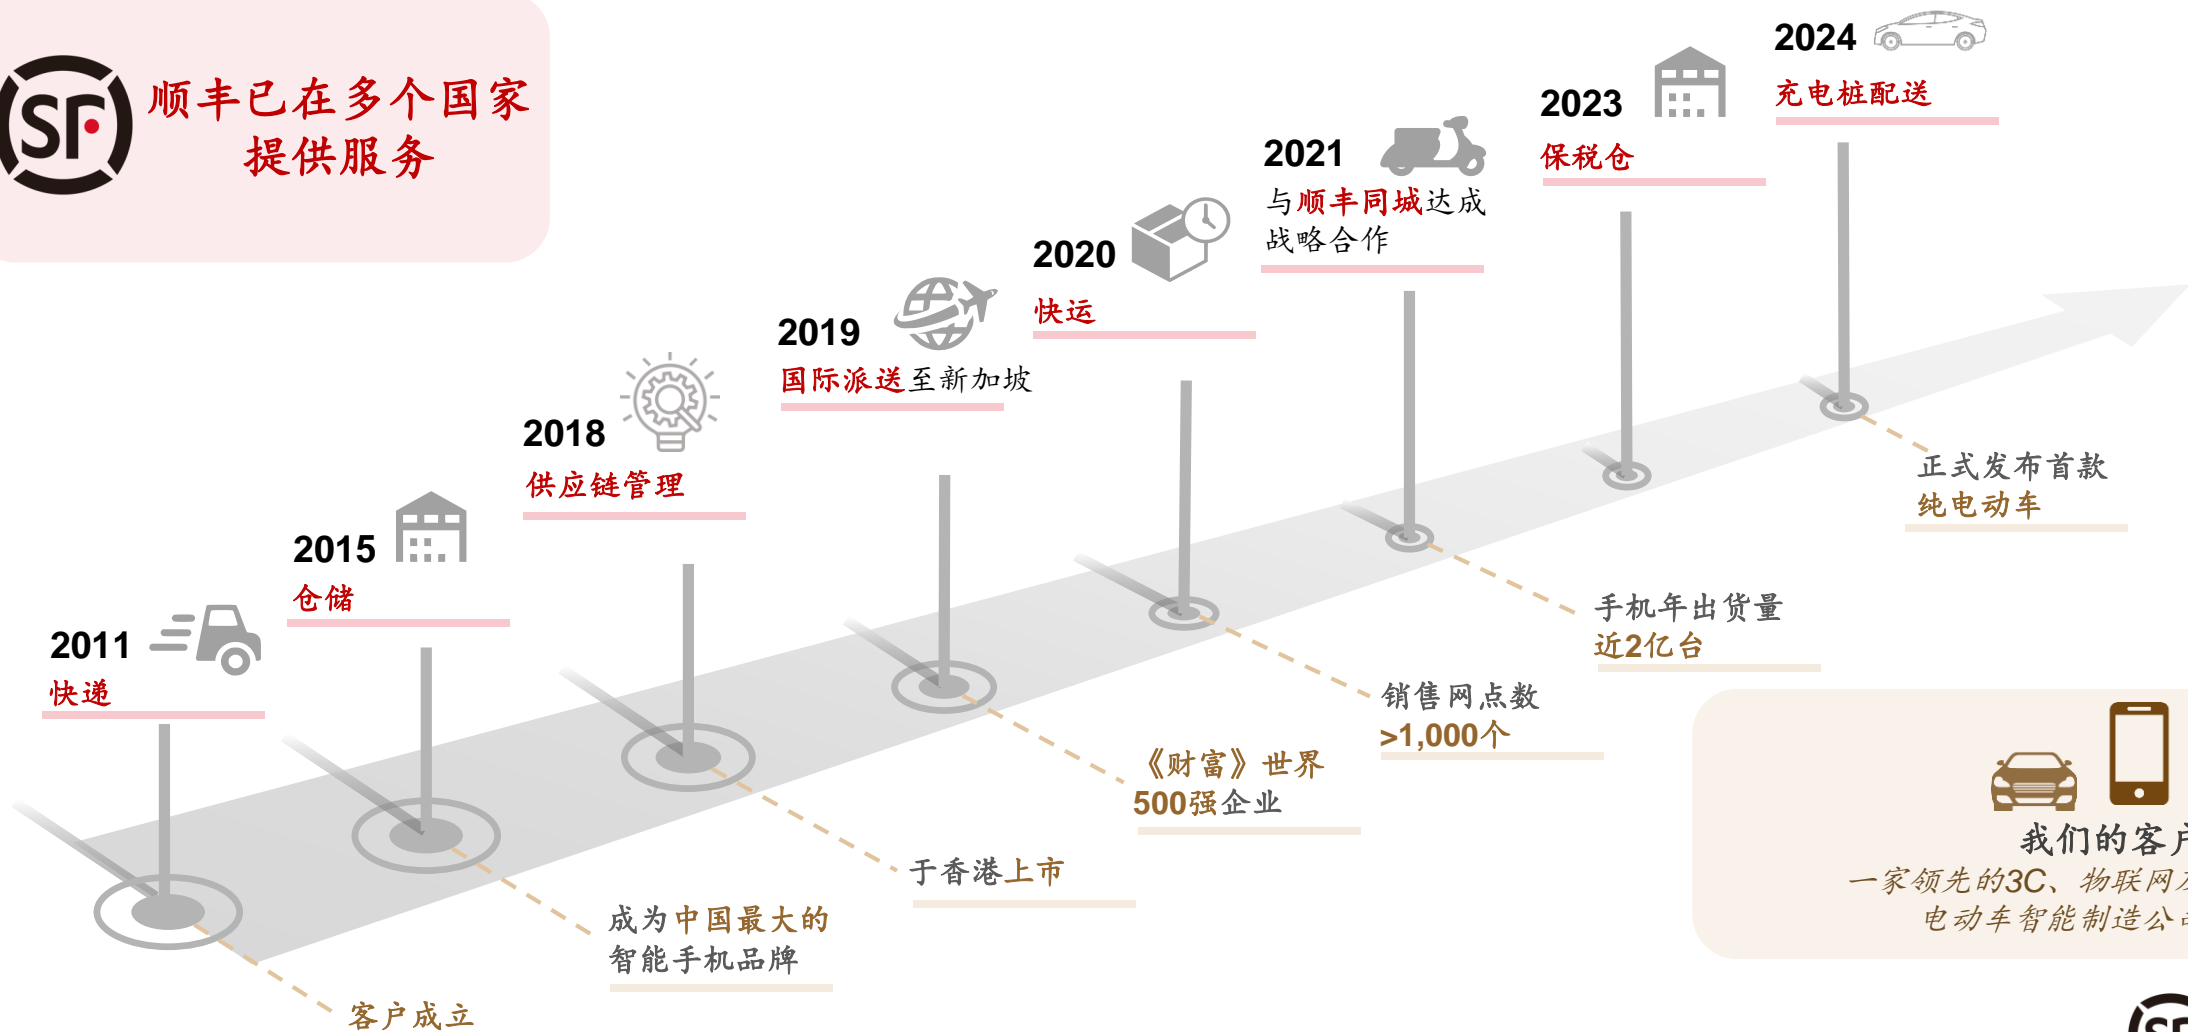 SF
顺丰已在多个国家
提供服务
2011
快递
2015
仓储
2018
供应链管理
2019
国际派送至新加坡
2020
快运
2021
与顺丰同城达成
战略合作
2023
保税仓
2024
充电桩配送
客户成立
成为中国最大的
智能手机品牌
于香港上市
《财富》世界
500强企业
销售网点数
>1,000个
手机年出货量
近2亿台
正式发布首款
纯电动车
我们的客户
一家领先的3C、物联网及
电动车智能制造公司
SF